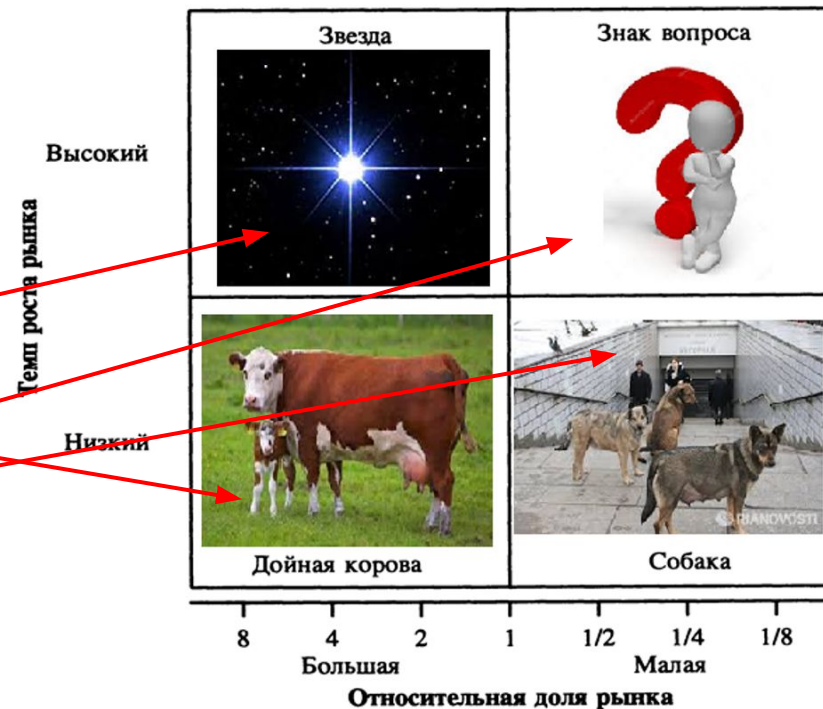 Звезда
Знак вопроса
Высокий
Темп роста рынка
Низкий
RIANOVOSTI
Дойная корова
Собака
8 4 2 1 1/2 1/4 1/8
Большая Малая
Относительная доля рынка